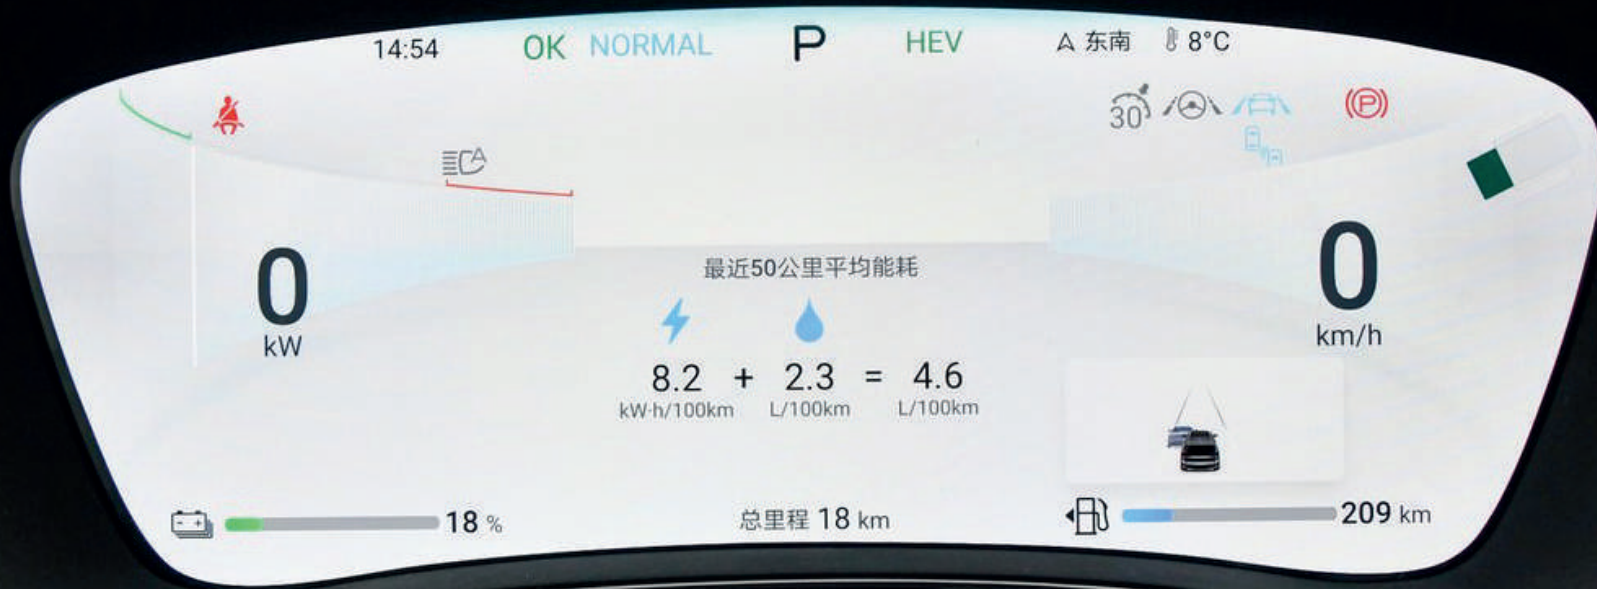 14:54 OK NORMAL P HEV 东南 8°C
30 P
A
0
kW
0
km/h
最近50公里平均能耗
8.2 + 2.3 = 4.6
kW·h/100km L/100km L/100km
18 % 总里程 18 km 209 km